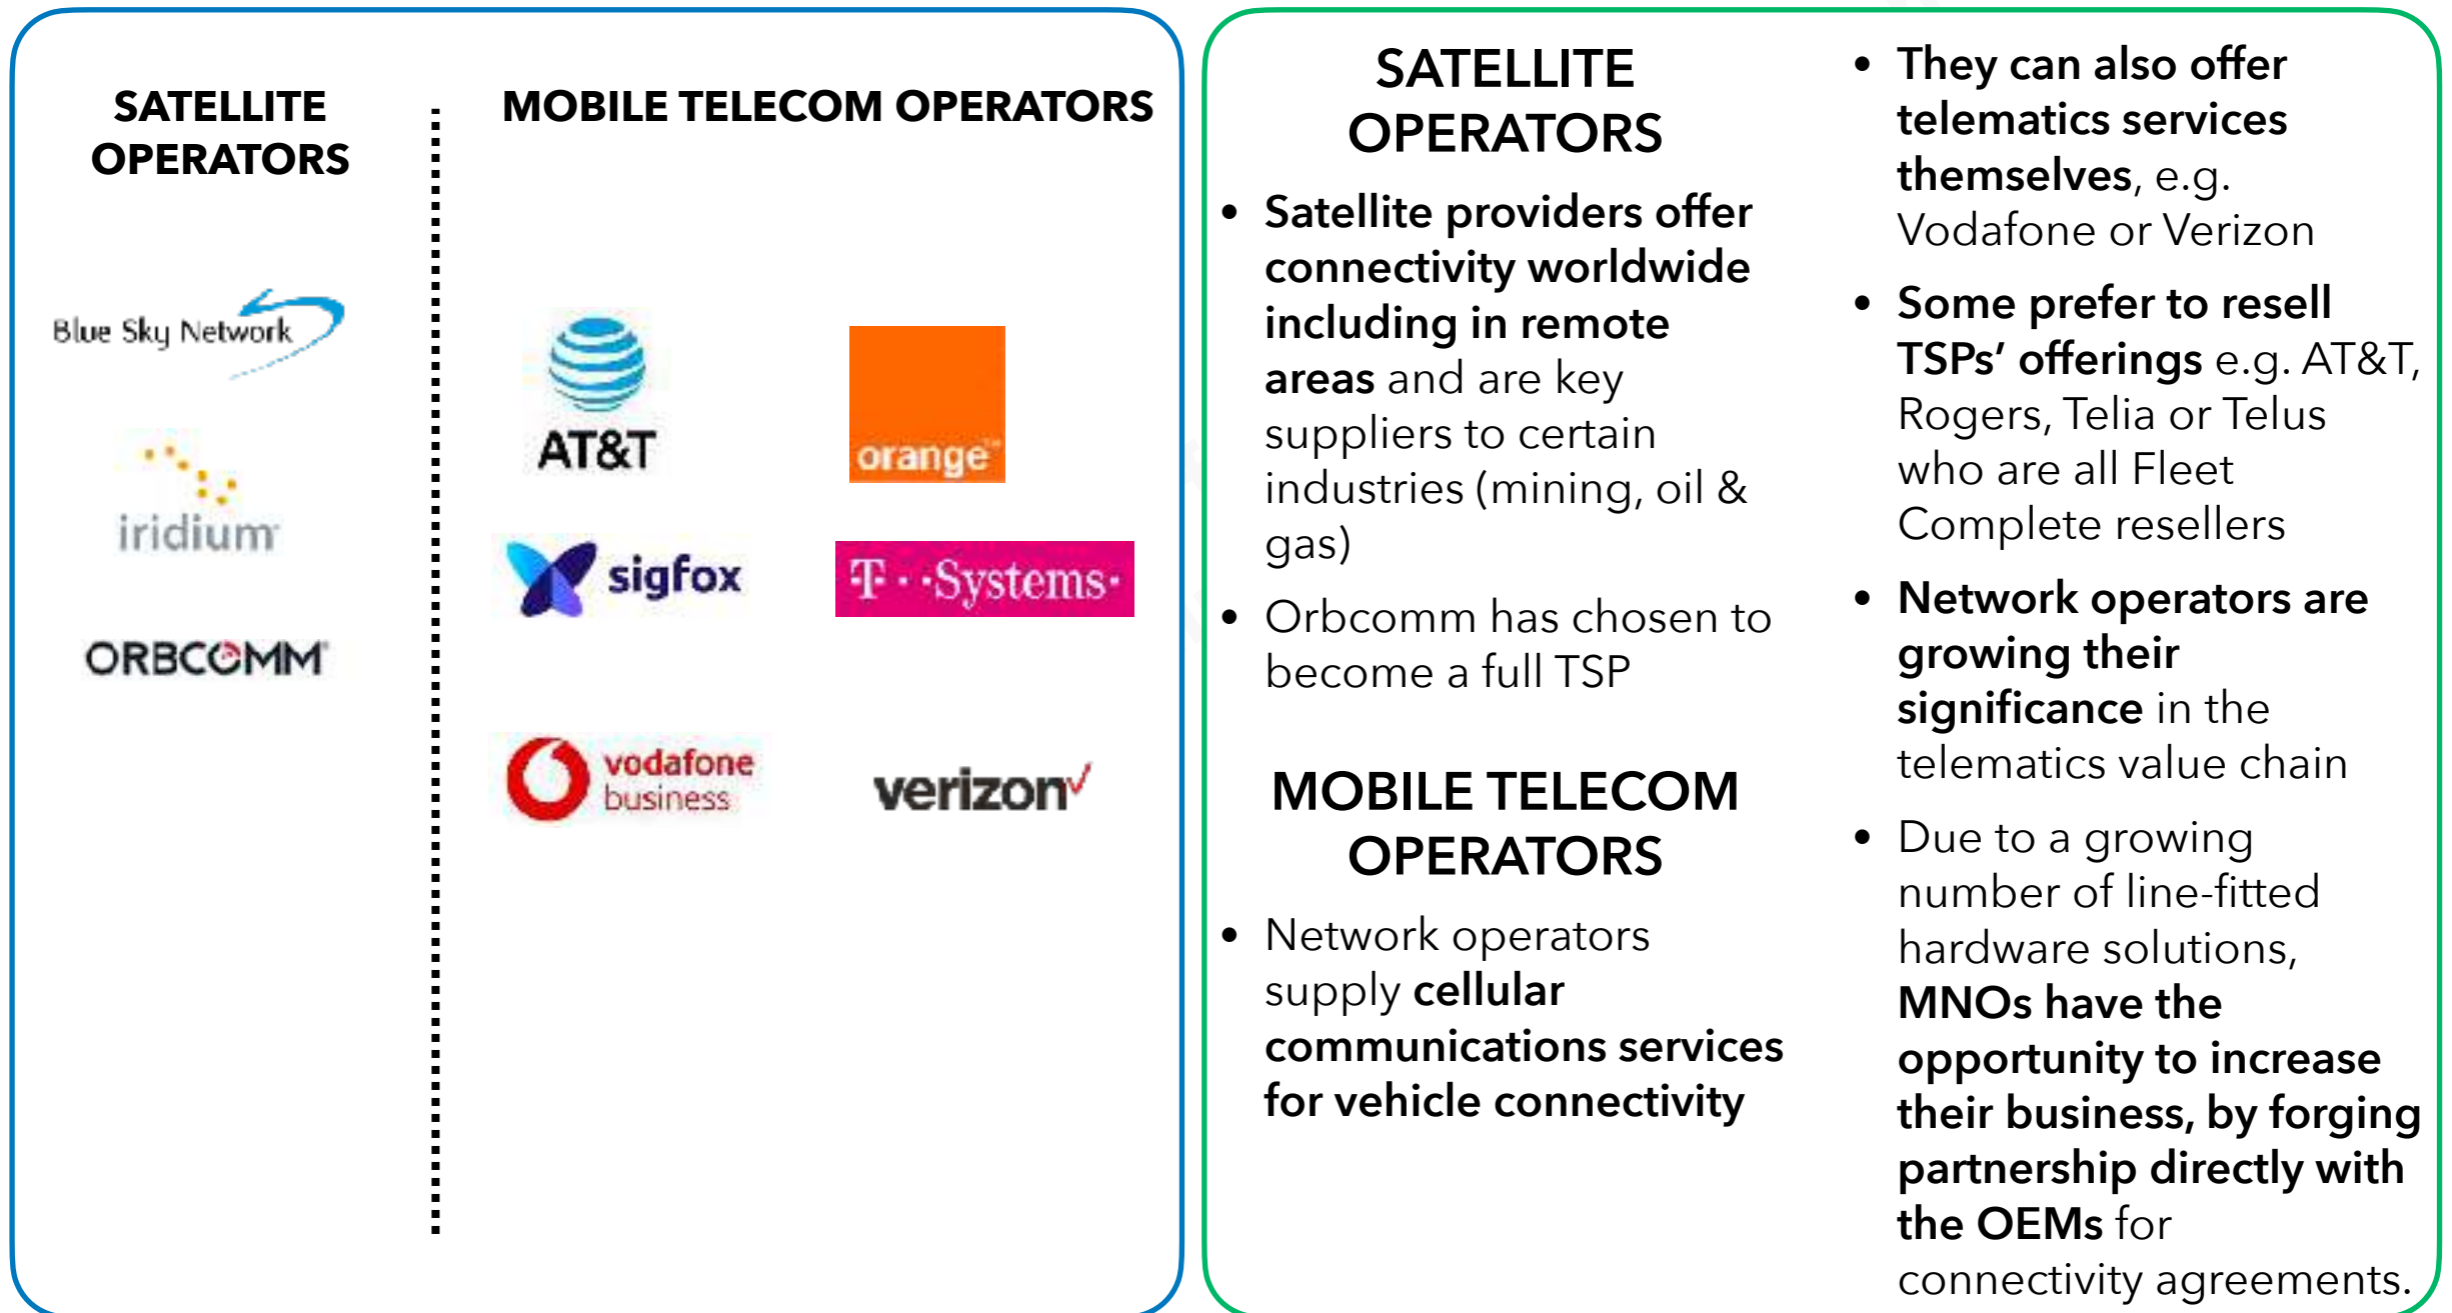 SATELLITE
OPERATORS
MOBILE TELECOM OPERATORS
Blue Sky Network
iridium
ORBCOMM
AT&T
orange™
sigfox
T · ·Systems·
vodafone
business
verizon✓
SATELLITE
OPERATORS
• Satellite providers offer
connectivity worldwide
including in remote
areas and are key
suppliers to certain
industries (mining, oil &
gas)
• Orbcomm has chosen to
become a full TSP
MOBILE TELECOM
OPERATORS
• Network operators
supply cellular
communications services
for vehicle connectivity
• They can also offer
telematics services
themselves, e.g.
Vodafone or Verizon
• Some prefer to resell
TSPs’ offerings e.g. AT&T,
Rogers, Telia or Telus
who are all Fleet
Complete resellers
• Network operators are
growing their
significance in the
telematics value chain
• Due to a growing
number of line-fitted
hardware solutions,
MNOs have the
opportunity to increase
their business, by forging
partnership directly with
the OEMs for
connectivity agreements.